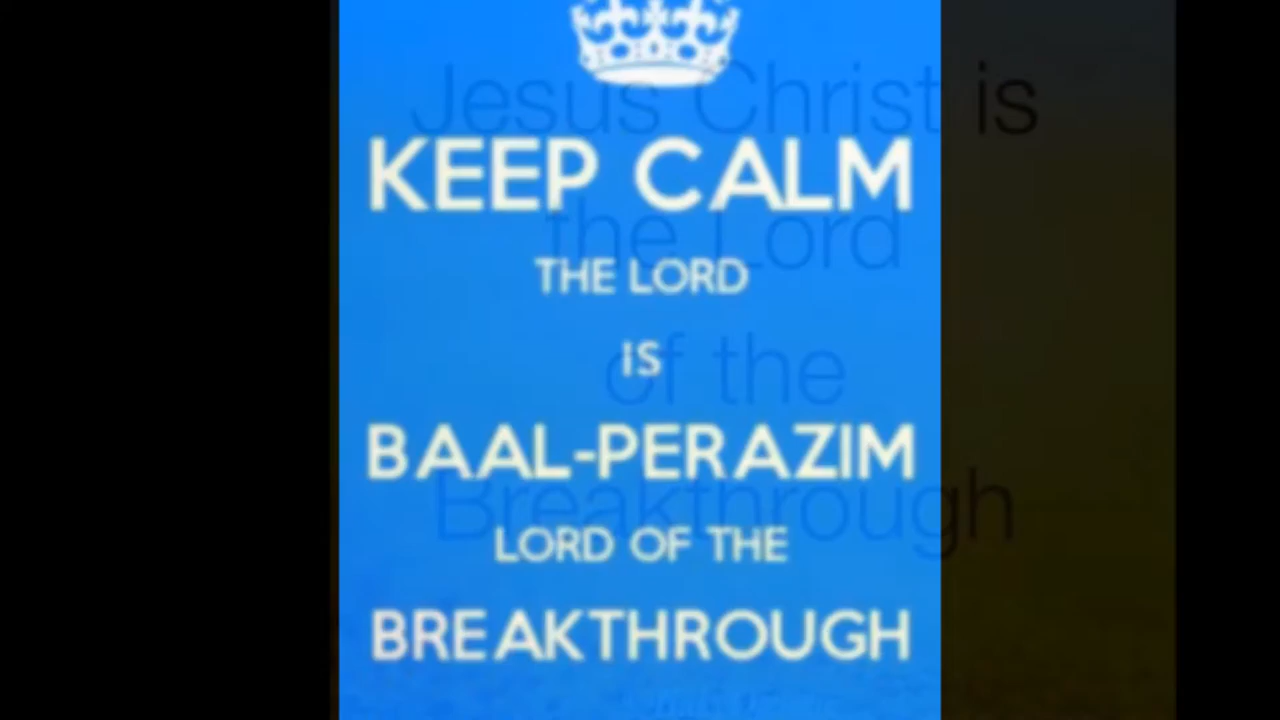 KEEP CALM
THE LORD
iS
BAAL-PERAZIM
LORD OF THE
BREAKTHROUGH
Jesus Christ is
the Lord
of the
Breakthrough